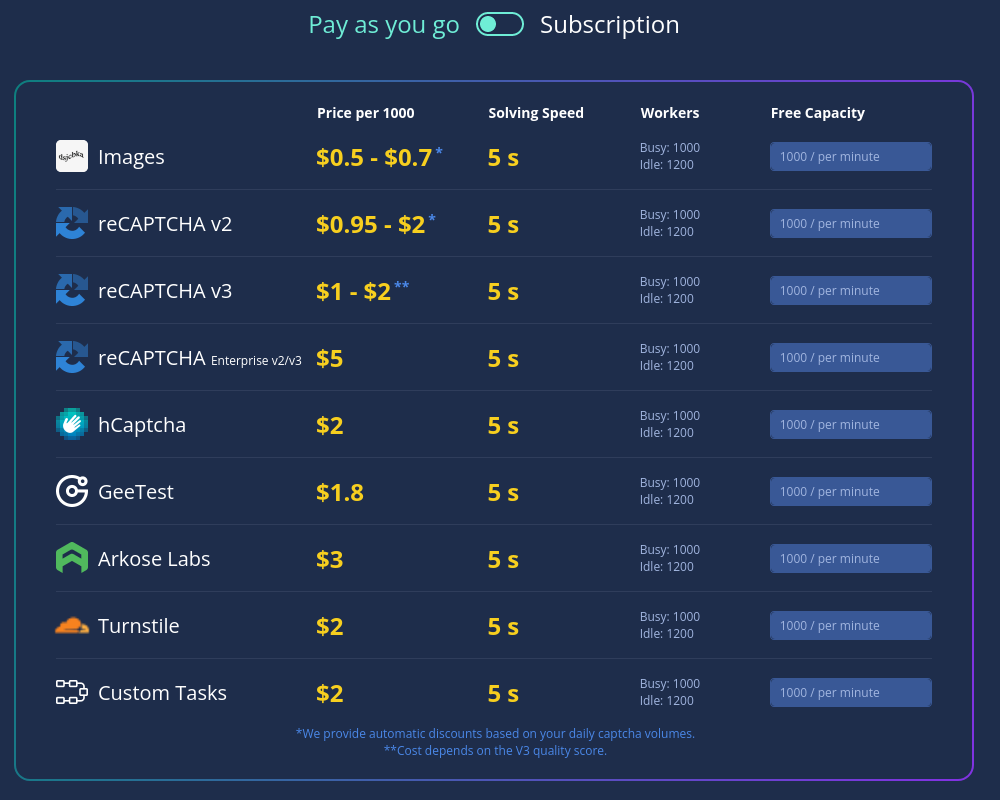 Pay as you go Subscription
Price per 1000 Solving Speed Workers Free Capacity
Images $0.5 - $0.7 * 5 s Busy: 1000 Idle: 1200 1000 / per minute
reCAPTCHA v2 $0.95 - $2 * 5 s Busy: 1000 Idle: 1200 1000 / per minute
reCAPTCHA v3 $1 - $2 ** 5 s Busy: 1000 Idle: 1200 1000 / per minute
reCAPTCHA Enterprise v2/v3 $5 5 s Busy: 1000 Idle: 1200 1000 / per minute
hCaptcha $2 5 s Busy: 1000 Idle: 1200 1000 / per minute
GeeTest $1.8 5 s Busy: 1000 Idle: 1200 1000 / per minute
Arkose Labs $3 5 s Busy: 1000 Idle: 1200 1000 / per minute
Turnstile $2 5 s Busy: 1000 Idle: 1200 1000 / per minute
Custom Tasks $2 5 s Busy: 1000 Idle: 1200 1000 / per minute
*We provide automatic discounts based on your daily captcha volumes.
**Cost depends on the V3 quality score.